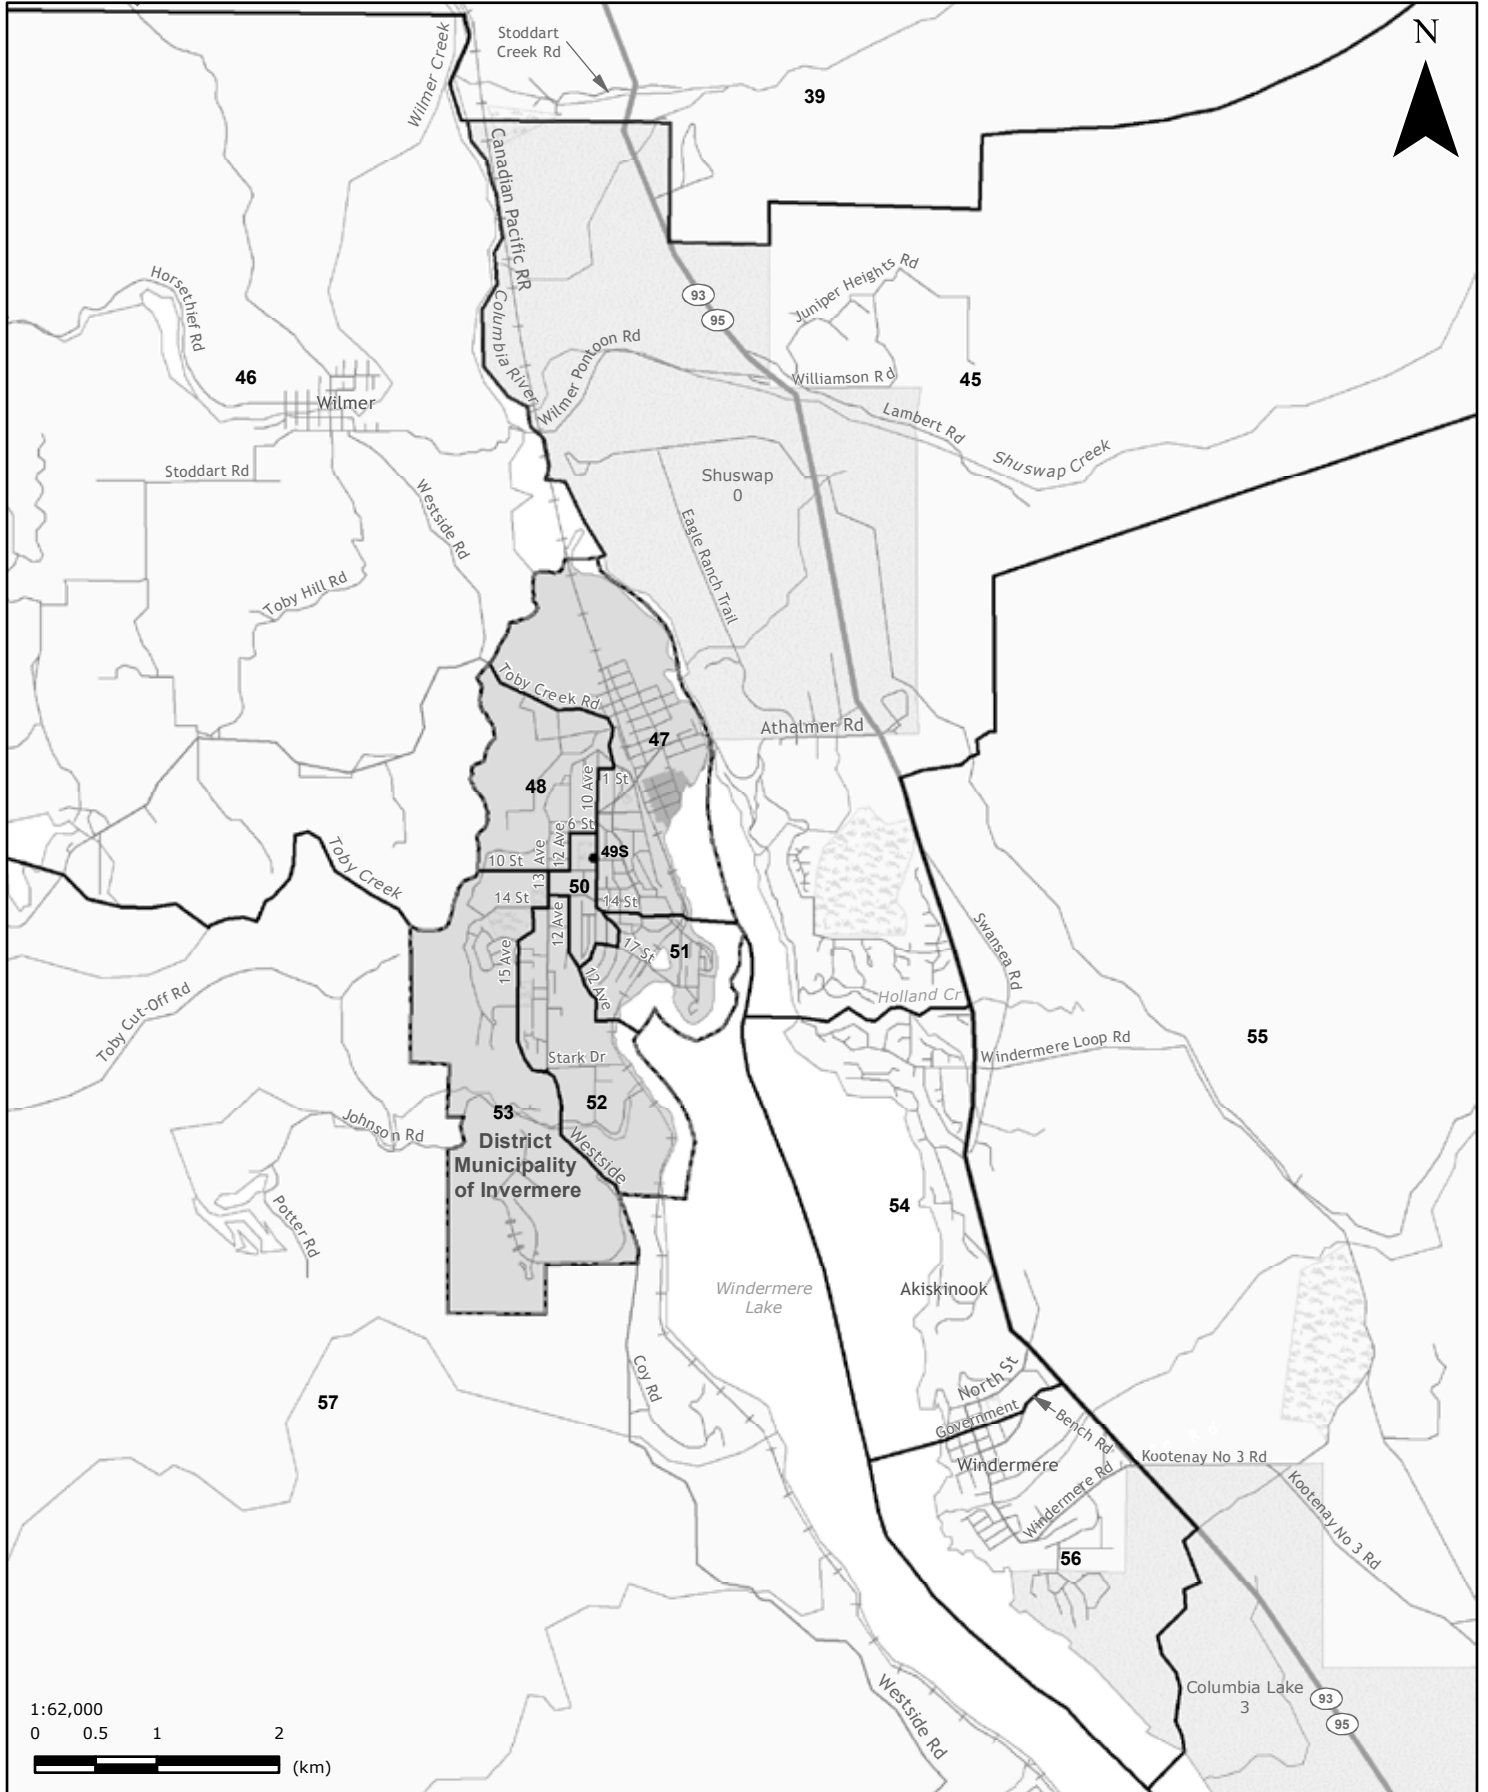 N
Stoddart
Creek Rd
39
Wilmer Creek
Canadian Pacific RR
Horsethief Rd
Juniper Heights Rd
93
95
Columbia River
Wilmer Pontoon Rd
46
Williamson Rd
45
Wilmer
Lambert Rd
Shuswap Creek
Stoddart Rd
Shuswap
0
Westside Rd
Eagle Ranch Trail
Toby Hill Rd
Toby Creek Rd
Athalmer Rd
47
48
10 Ave
1 St
6 St
12 Ave
13 Ave
49S
10 St
Toby Creek
50
14 St
14 St
12 Ave
15 Ave
17 St
51
12 Ave
Swansea Rd
Holland Cr
Toby Cut-Off Rd
Windermere Loop Rd
55
Stark Dr
52
53
Johnson Rd
District
Municipality
of Invermere
Westside
54
Potter Rd
Windermere
Lake
Akiskinook
57
Coy Rd
North St
Government
Bench Rd
Windermere
Kootenay No 3 Rd
Windermere Rd
Kootenay No 3 Rd
56
Columbia Lake
3
93
95
Westside Rd
1:62,000
0 0.5 1 2
(km)